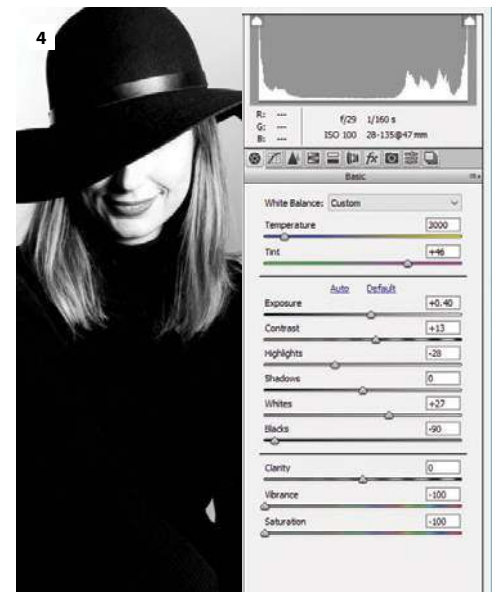 4
R: ---
G: ---
B: ---
f/29 1/160 s
ISO 100 28-135@47 mm
fx
Basic
White Balance: Custom
Temperature 3000
Tint +46
Auto Default
Exposure +0.40
Contrast +13
Highlights -28
Shadows 0
Whites +27
Blacks -90
Clarity 0
Vibrance -100
Saturation -100